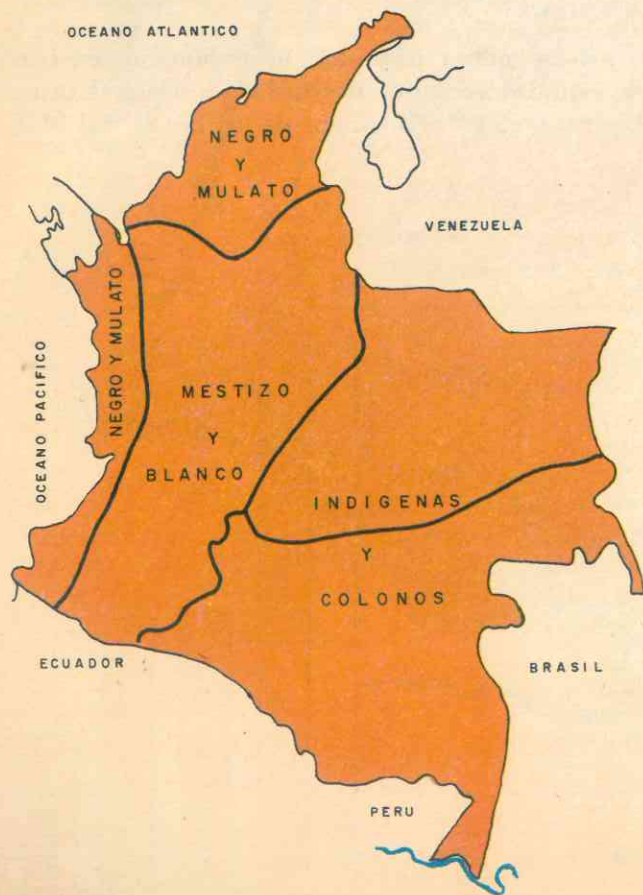 OCEANO ATLANTICO
NEGRO
Y
MULATO
VENEZUELA
NEGRO Y MULATO
OCEANO PACIFICO
MESTIZO
Y
BLANCO
INDIGENAS
Y
COLONOS
ECUADOR
BRASIL
PERU